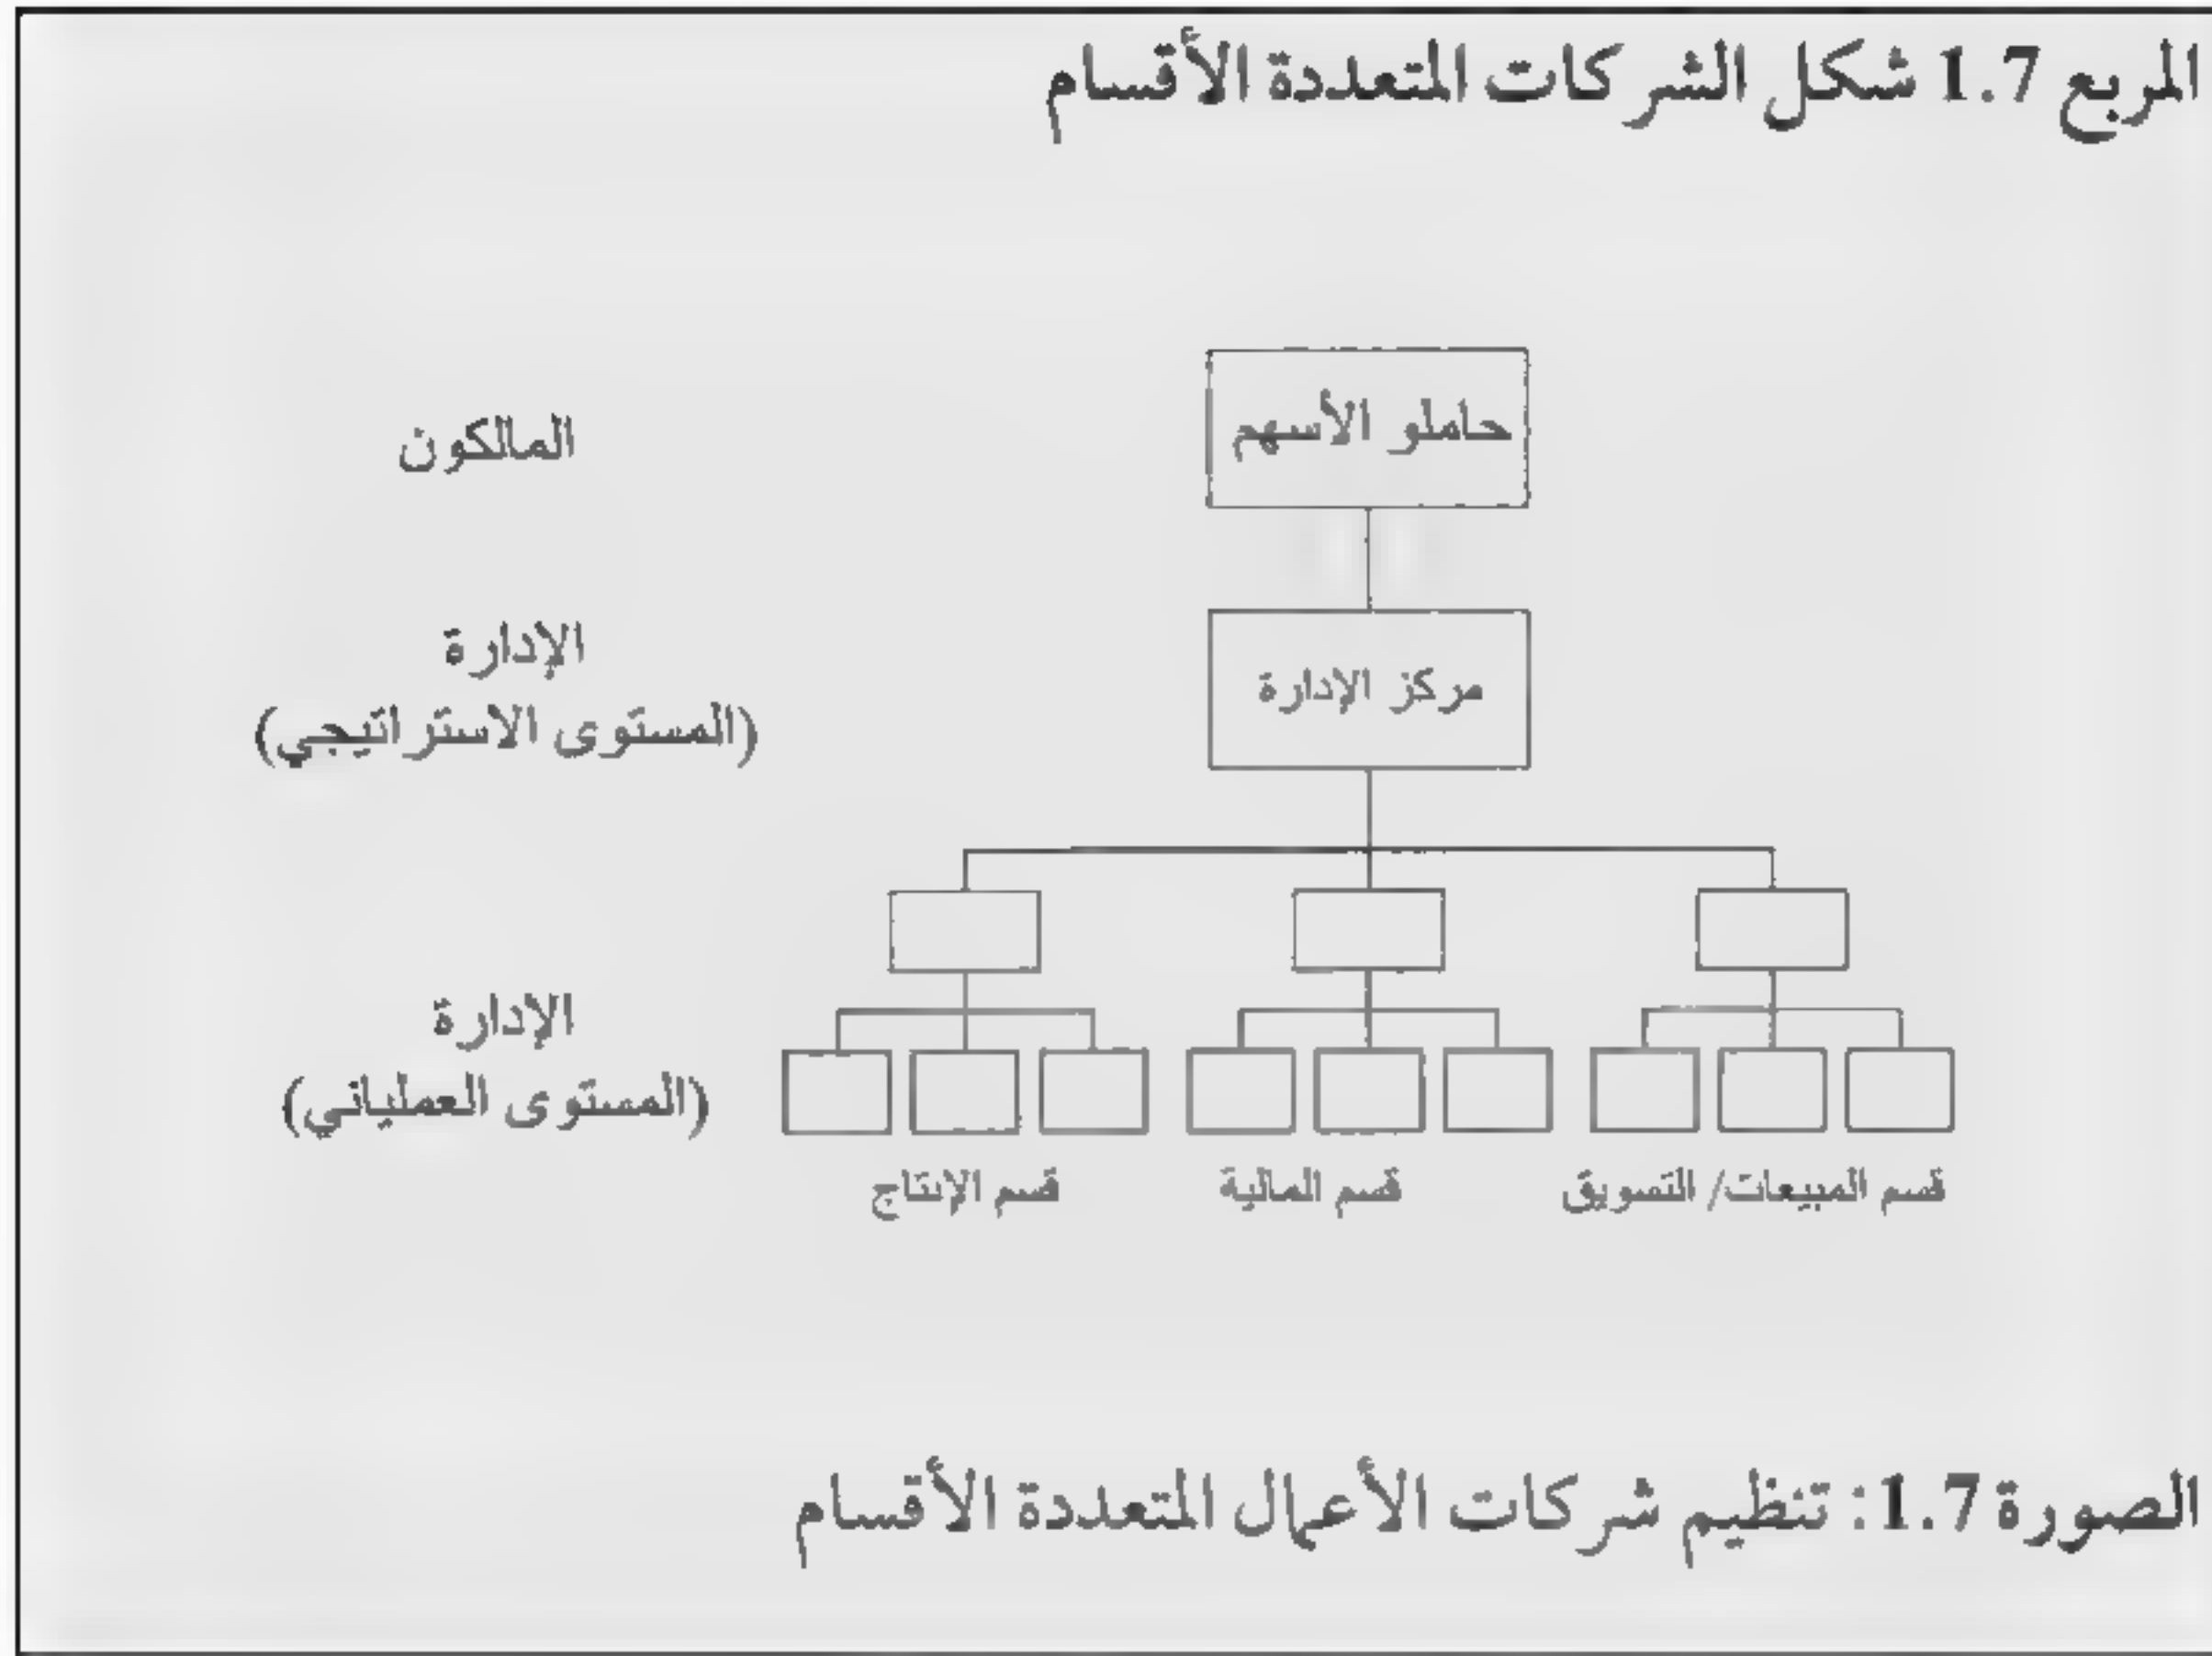 المربع 1.7 شكل الشركات المتعددة الأقسام
حاملو الأسهم
المالكون
مركز الإدارة
الإدارة
(المستوى الاستراتيجي)
الإدارة
(المستوى العملياتي)
قسم المبيعات/ التسويق
قسم المالية
قسم الإنتاج
الصورة 1.7: تنظيم شركات الأعمال المتعددة الأقسام